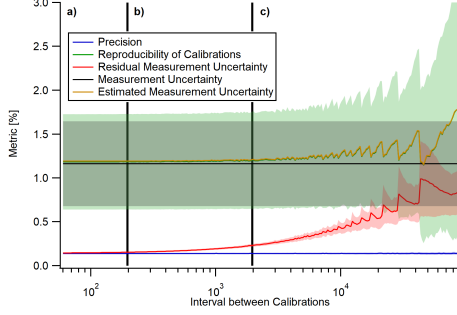 a) b) c)
3.0
2.5
2.0
1.5
1.0
0.5
0.0
Metric [%]
Precision
Reproducibility of Calibrations
Residual Measurement Uncertainty
Measurement Uncertainty
Estimated Measurement Uncertainty
10² 10³ 10⁴
Interval between Calibrations